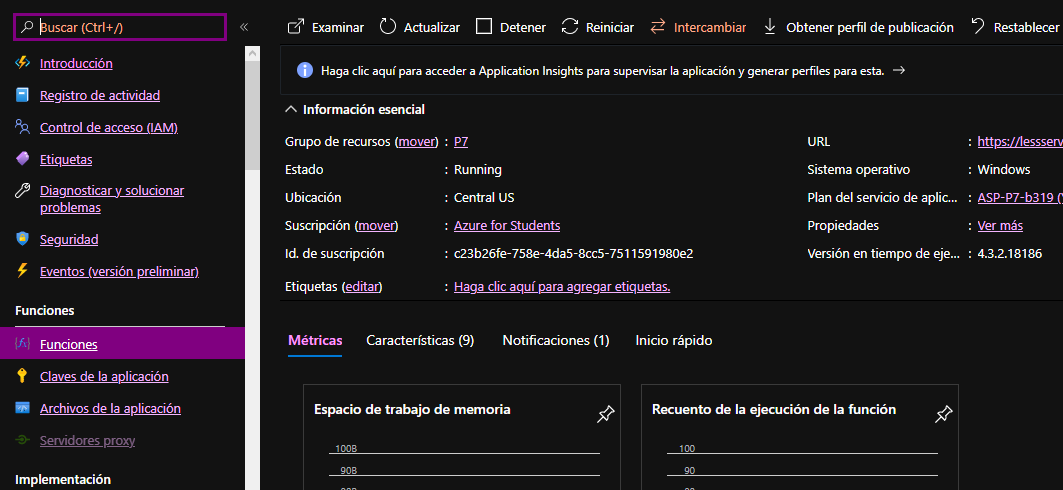 Buscar (Ctrl+/)
Introducción
Registro de actividad
Control de acceso (IAM)
Etiquetas
Diagnosticar y solucionar
problemas
Seguridad
Eventos (versión preliminar)
Funciones
Funciones
Claves de la aplicación
Archivos de la aplicación
Servidores proxy
Implementación
Examinar Actualizar Detener Reiniciar Intercambiar Obtener perfil de publicación Restablecer
Haga clic aquí para acceder a Application Insights para supervisar la aplicación y generar perfiles para esta.
Información esencial
Grupo de recursos (mover) : P7
Estado : Running
Ubicación : Central US
Suscripción (mover) : Azure for Students
Id. de suscripción : c23b26fe-758e-4da5-8cc5-7511591980e2
Etiquetas (editar) : Haga clic aquí para agregar etiquetas.
URL : https://lessserv
Sistema operativo : Windows
Plan del servicio de aplic... : ASP-P7-b319 (
Propiedades : Ver más
Versión en tiempo de eje... : 4.3.2.18186
Métricas Características (9) Notificaciones (1) Inicio rápido
Espacio de trabajo de memoria
100B
90B
Recuento de la ejecución de la función
100
90